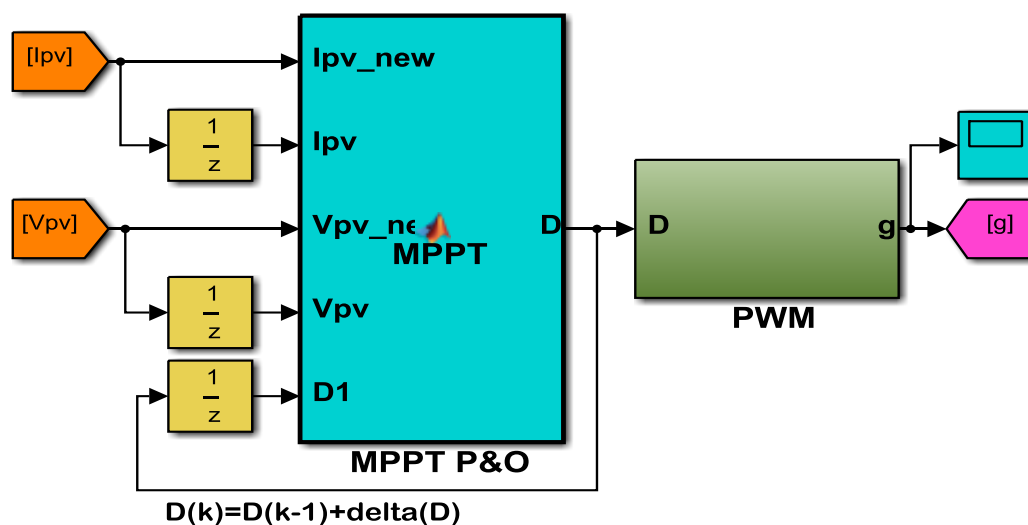 [Ipv]
Ipv_new
1
z
Ipv
[Vpv]
Vpv_ne
MPPT
D
D
g
[g]
1
z
Vpv
PWM
1
z
D1
MPPT P&O
D(k)=D(k-1)+delta(D)